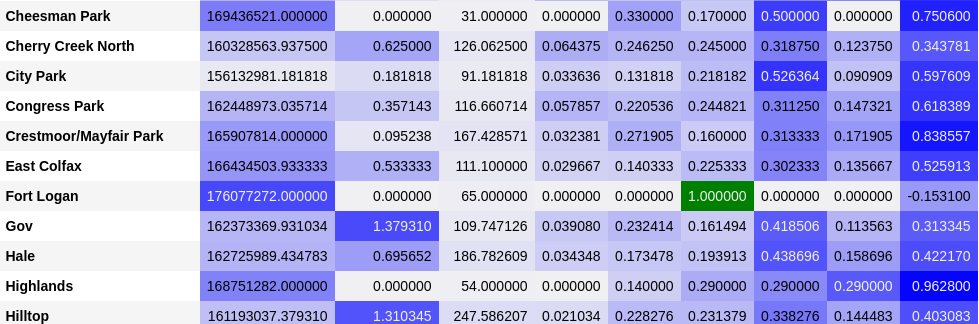 Cheesman Park 169436521.000000 0.000000 31.000000 0.000000 0.330000 0.170000 0.500000 0.000000 0.750600
Cherry Creek North 160328563.937500 0.625000 126.062500 0.064375 0.246250 0.245000 0.318750 0.123750 0.343781
City Park 156132981.181818 0.181818 91.181818 0.033636 0.131818 0.218182 0.526364 0.090909 0.597609
Congress Park 162448973.035714 0.357143 116.660714 0.057857 0.220536 0.244821 0.311250 0.147321 0.618389
Crestmoor/Mayfair Park 165907814.000000 0.095238 167.428571 0.032381 0.271905 0.160000 0.313333 0.171905 0.838557
East Colfax 166434503.933333 0.533333 111.100000 0.029667 0.140333 0.225333 0.302333 0.135667 0.525913
Fort Logan 176077272.000000 0.000000 65.000000 0.000000 0.000000 1.000000 0.000000 0.000000 -0.153100
Gov 162373369.931034 1.379310 109.747126 0.039080 0.232414 0.161494 0.418506 0.113563 0.313345
Hale 162725989.434783 0.695652 186.782609 0.034348 0.173478 0.193913 0.438696 0.158696 0.422170
Highlands 168751282.000000 0.000000 54.000000 0.000000 0.140000 0.290000 0.290000 0.290000 0.962800
Hilltop 161193037.379310 1.310345 247.586207 0.021034 0.228276 0.231379 0.338276 0.144483 0.403083